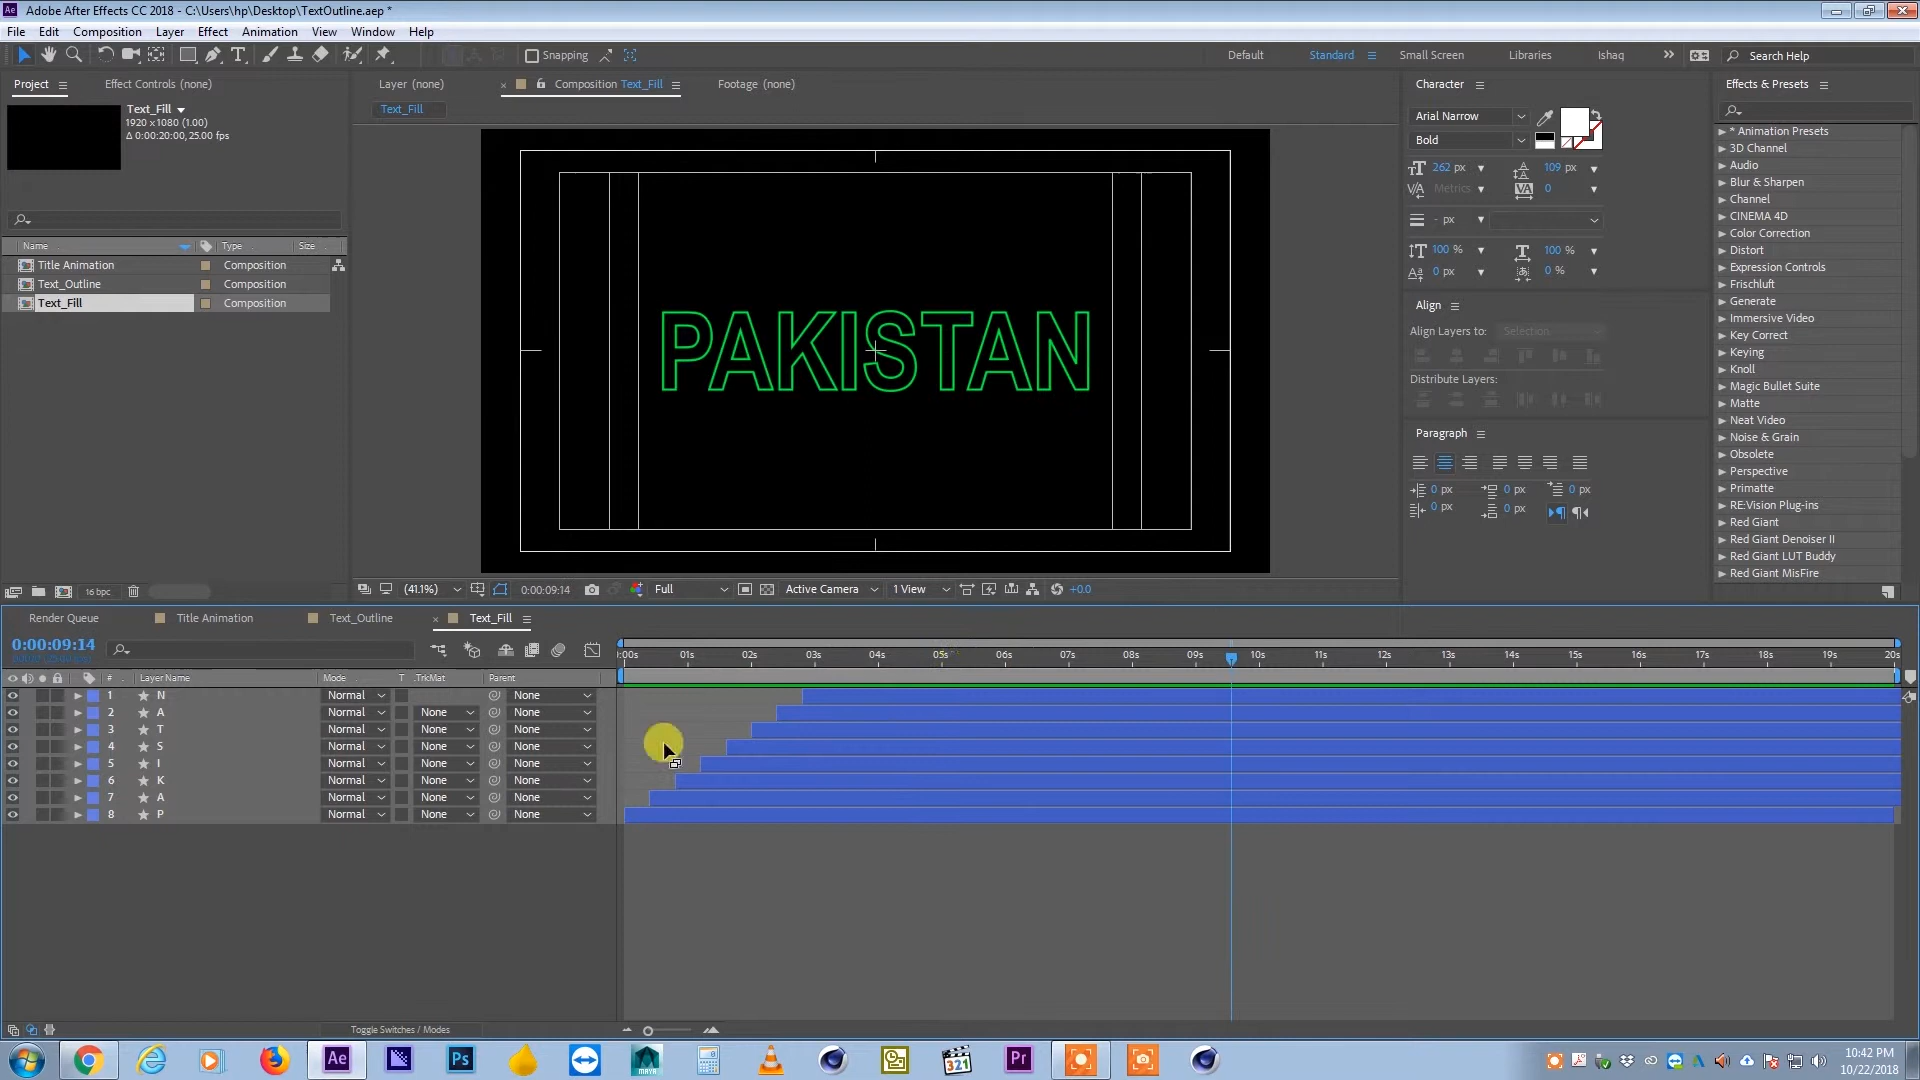 Adobe After Effects CC 2018 - C:\Users\hp\Desktop\TextOutline.aep *
File Edit Composition Layer Effect Animation View Window Help
Snapping
Default Standard Small Screen Libraries Ishaq Search Help
Project Effect Controls (none)
Layer (none) Composition Text_Fill Footage (none)
Character
Effects & Presets
Text_Fill
1920 x1080 (1.00)
Δ 0:00:20:00, 25.00 fps
Text_Fill
Name Type Size
Title Animation Composition
Text_Outline Composition
Text_Fill Composition
16 bpc
PAKISTAN
(41.1%) 0:00:09:14 Full Active Camera 1 View +0.0
Arial Narrow
Bold
262 px 109 px
Metrics 0
- px
100 % 100 %
0 px 0 %
Align
Align Layers to: Selection
Distribute Layers:
Paragraph
0 px 0 px 0 px
0 px 0 px
* Animation Presets
3D Channel
Audio
Blur & Sharpen
Channel
CINEMA 4D
Color Correction
Distort
Expression Controls
Frischluft
Generate
Immersive Video
Key Correct
Keying
Knoll
Magic Bullet Suite
Matte
Neat Video
Noise & Grain
Obsolete
Perspective
Primatte
RE:Vision Plug-ins
Red Giant
Red Giant Denoiser II
Red Giant LUT Buddy
Red Giant MisFire
Render Queue Title Animation Text_Outline Text_Fill
0:00:09:14
:00s 01s 02s 03s 04s 05s 06s 07s 08s 09s 10s 11s 12s 13s 14s 15s 16s 17s 18s 19s 20s
# Layer Name Mode T .TrkMat Parent
1 N Normal None
2 A Normal None None
3 T Normal None None
4 S Normal None None
5 I Normal None None
6 K Normal None None
7 A Normal None None
8 P Normal None None
Toggle Switches / Modes
Ae Ps MAYA 321 Pr
10:42 PM
10/22/2018